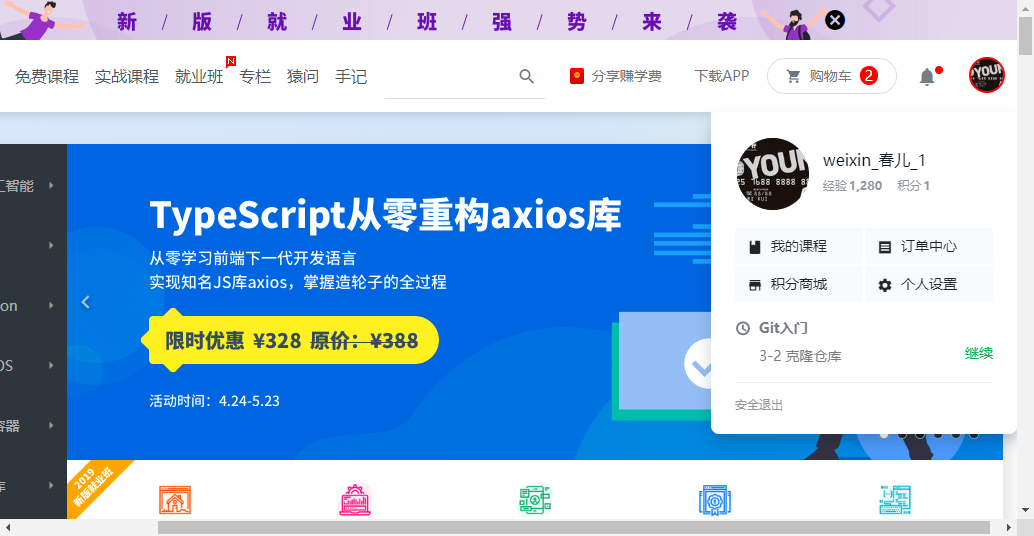 新 / 版 / 就 / 业 / 班 / 强 / 势 / 来 / 袭
免费课程 实战课程 就业班 N 专栏 猿问 手记 分享赚学费 下载APP 购物车 2
weixin_春儿_1
经验 1,280 积分 1
我的课程 订单中心
积分商城 个人设置
Git入门
3-2 克隆仓库 继续
安全退出
工智能
on
OS
容器
库
TypeScript从零重构axios库
从零学习前端下一代开发语言
实现知名JS库axios，掌握造轮子的全过程
限时优惠 ¥328 原价：¥388
活动时间：4.24-5.23
2019
新版就业班